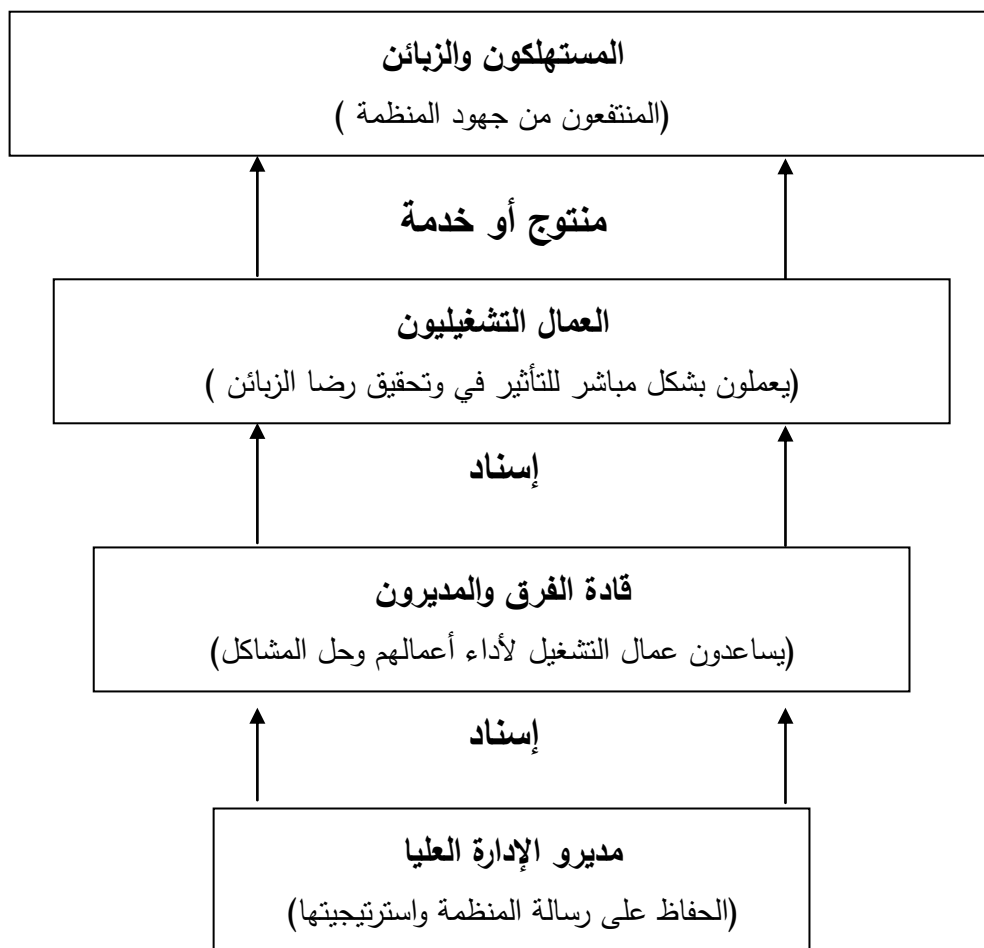 المستهلكون والزبائن
(المنتفعون من جهود المنظمة )
منتوج أو خدمة
العمال التشغيليون
(يعملون بشكل مباشر للتأثير في وتحقيق رضا الزبائن )
إسناد
قادة الفرق والمديرون
(يساعدون عمال التشغيل لأداء أعمالهم وحل المشاكل)
إسناد
مديرو الإدارة العليا
(الحفاظ على رسالة المنظمة واسترتيجيتها)